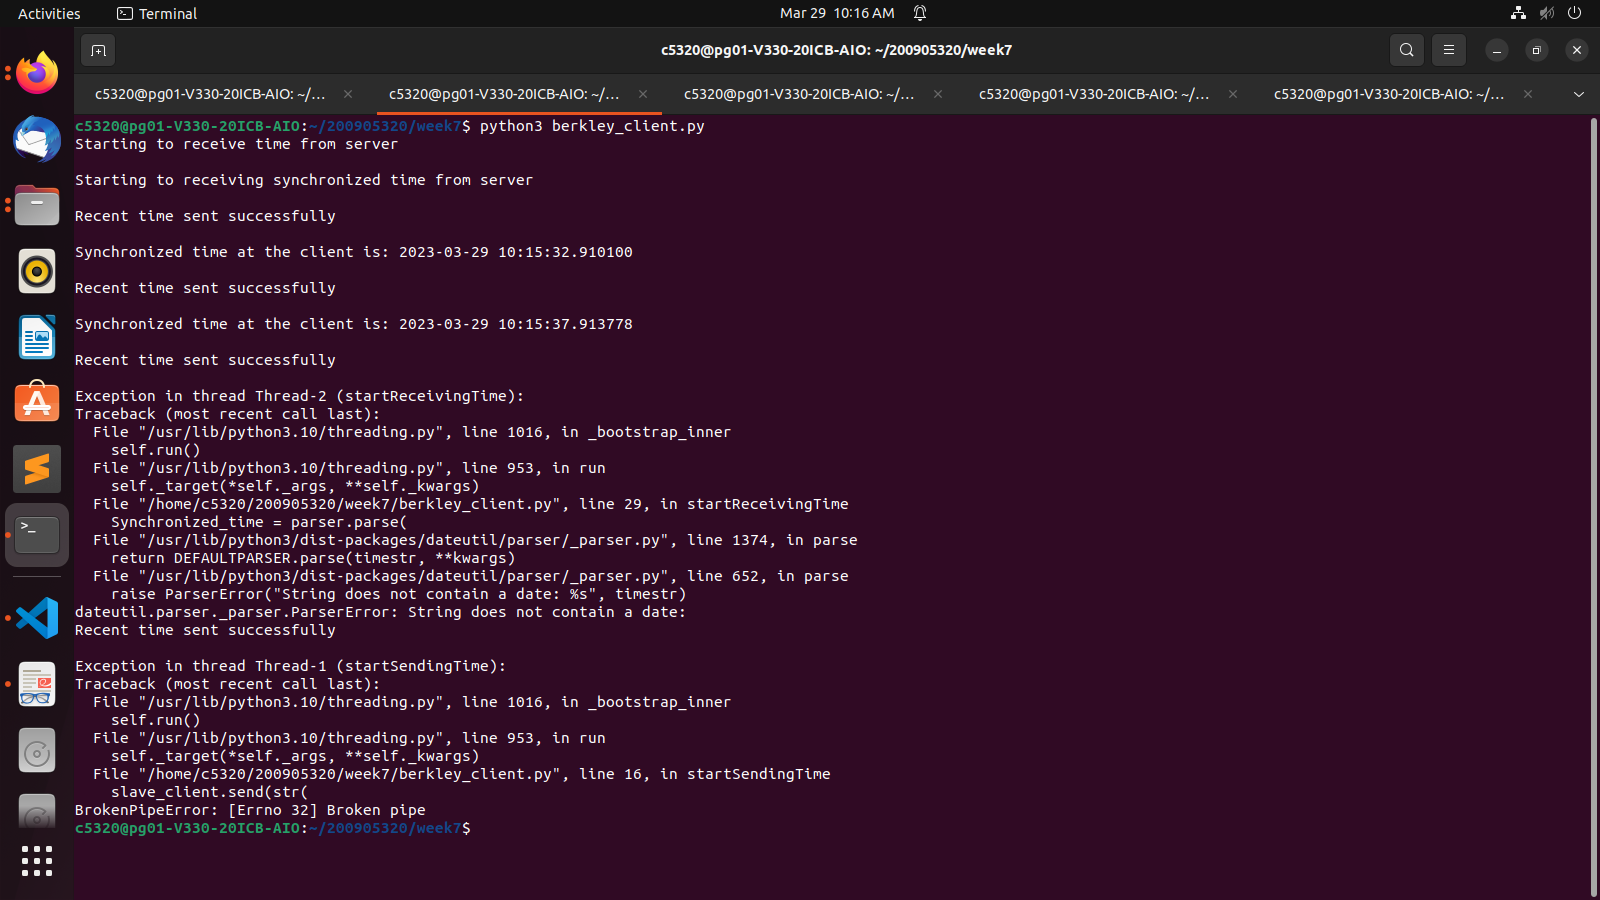 Activities
Terminal
Mar 29 10:16 AM
c5320@pg01-V330-20ICB-AIO: ~/200905320/week7
c5320@pg01-V330-20ICB-AIO: ~/...
c5320@pg01-V330-20ICB-AIO: ~/...
c5320@pg01-V330-20ICB-AIO: ~/...
c5320@pg01-V330-20ICB-AIO: ~/...
c5320@pg01-V330-20ICB-AIO: ~/...
c5320@pg01-V330-20ICB-AIO:~/200905320/week7$ python3 berkley_client.py
Starting to receive time from server
Starting to receiving synchronized time from server
Recent time sent successfully
Synchronized time at the client is: 2023-03-29 10:15:32.910100
Recent time sent successfully
Synchronized time at the client is: 2023-03-29 10:15:37.913778
Recent time sent successfully
Exception in thread Thread-2 (startReceivingTime):
Traceback (most recent call last):
  File "/usr/lib/python3.10/threading.py", line 1016, in _bootstrap_inner
    self.run()
  File "/usr/lib/python3.10/threading.py", line 953, in run
    self._target(*self._args, **self._kwargs)
  File "/home/c5320/200905320/week7/berkley_client.py", line 29, in startReceivingTime
    Synchronized_time = parser.parse(
  File "/usr/lib/python3/dist-packages/dateutil/parser/_parser.py", line 1374, in parse
    return DEFAULTPARSER.parse(timestr, **kwargs)
  File "/usr/lib/python3/dist-packages/dateutil/parser/_parser.py", line 652, in parse
    raise ParserError("String does not contain a date: %s", timestr)
dateutil.parser._parser.ParserError: String does not contain a date:
Recent time sent successfully
Exception in thread Thread-1 (startSendingTime):
Traceback (most recent call last):
  File "/usr/lib/python3.10/threading.py", line 1016, in _bootstrap_inner
    self.run()
  File "/usr/lib/python3.10/threading.py", line 953, in run
    self._target(*self._args, **self._kwargs)
  File "/home/c5320/200905320/week7/berkley_client.py", line 16, in startSendingTime
    slave_client.send(str(
BrokenPipeError: [Errno 32] Broken pipe
c5320@pg01-V330-20ICB-AIO:~/200905320/week7$